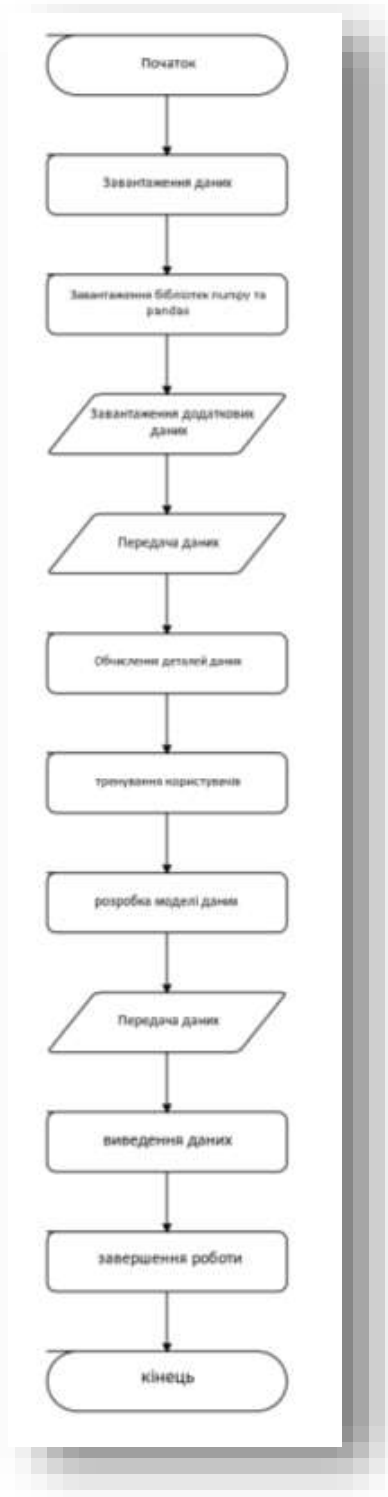 Початок
Завантаження даних
Завантаження бібліотек numpy та
pandas
Завантаження додаткових
даних
Передача даних
Обчислення деталей даних
тренування користувачів
розробка моделі даних
Передача даних
виведення даних
завершення роботи
кінець